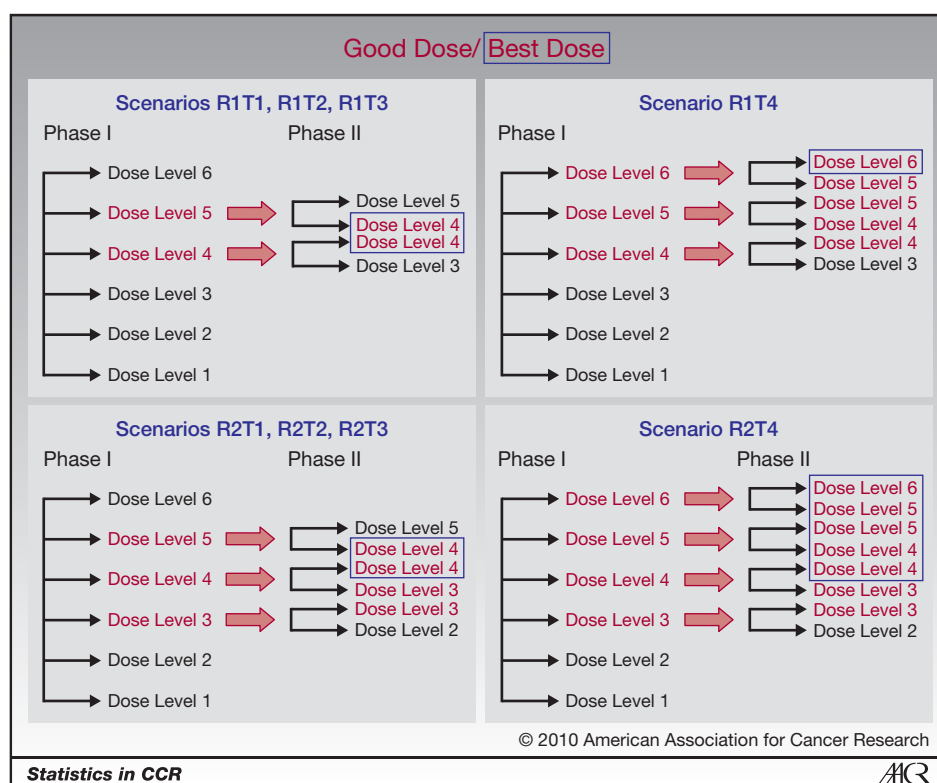 Good Dose/ Best Dose
Scenarios R1T1, R1T2, R1T3
Phase I Phase II
Dose Level 6
Dose Level 5
Dose Level 4
Dose Level 3
Dose Level 2
Dose Level 1
Dose Level 5
Dose Level 4
Dose Level 4
Dose Level 3
Scenario R1T4
Phase I
Dose Level 6
Dose Level 5
Dose Level 4
Dose Level 3
Dose Level 2
Dose Level 1
Dose Level 6
Dose Level 5
Dose Level 5
Dose Level 4
Dose Level 4
Dose Level 3
Scenarios R2T1, R2T2, R2T3
Phase I Phase II
Dose Level 6
Dose Level 5
Dose Level 4
Dose Level 3
Dose Level 2
Dose Level 1
Dose Level 5
Dose Level 4
Dose Level 4
Dose Level 3
Dose Level 3
Dose Level 2
Scenario R2T4
Phase I Phase II
Dose Level 6
Dose Level 5
Dose Level 4
Dose Level 3
Dose Level 2
Dose Level 1
Dose Level 6
Dose Level 5
Dose Level 5
Dose Level 4
Dose Level 4
Dose Level 3
Dose Level 3
Dose Level 2
© 2010 American Association for Cancer Research
Statistics in CCR
AACR